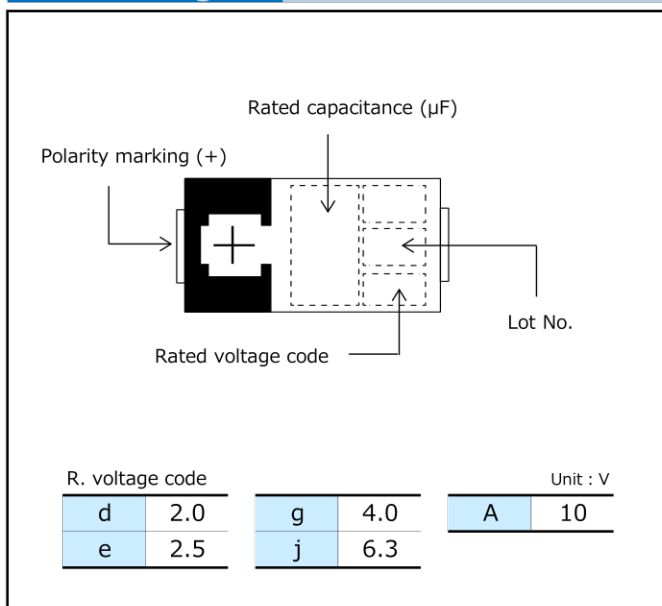 Rated capacitance (µF)
Polarity marking (+)
+
Lot No.
Rated voltage code
R. voltage code
Unit : V
d 2.0 g 4.0 A 10
e 2.5 j 6.3